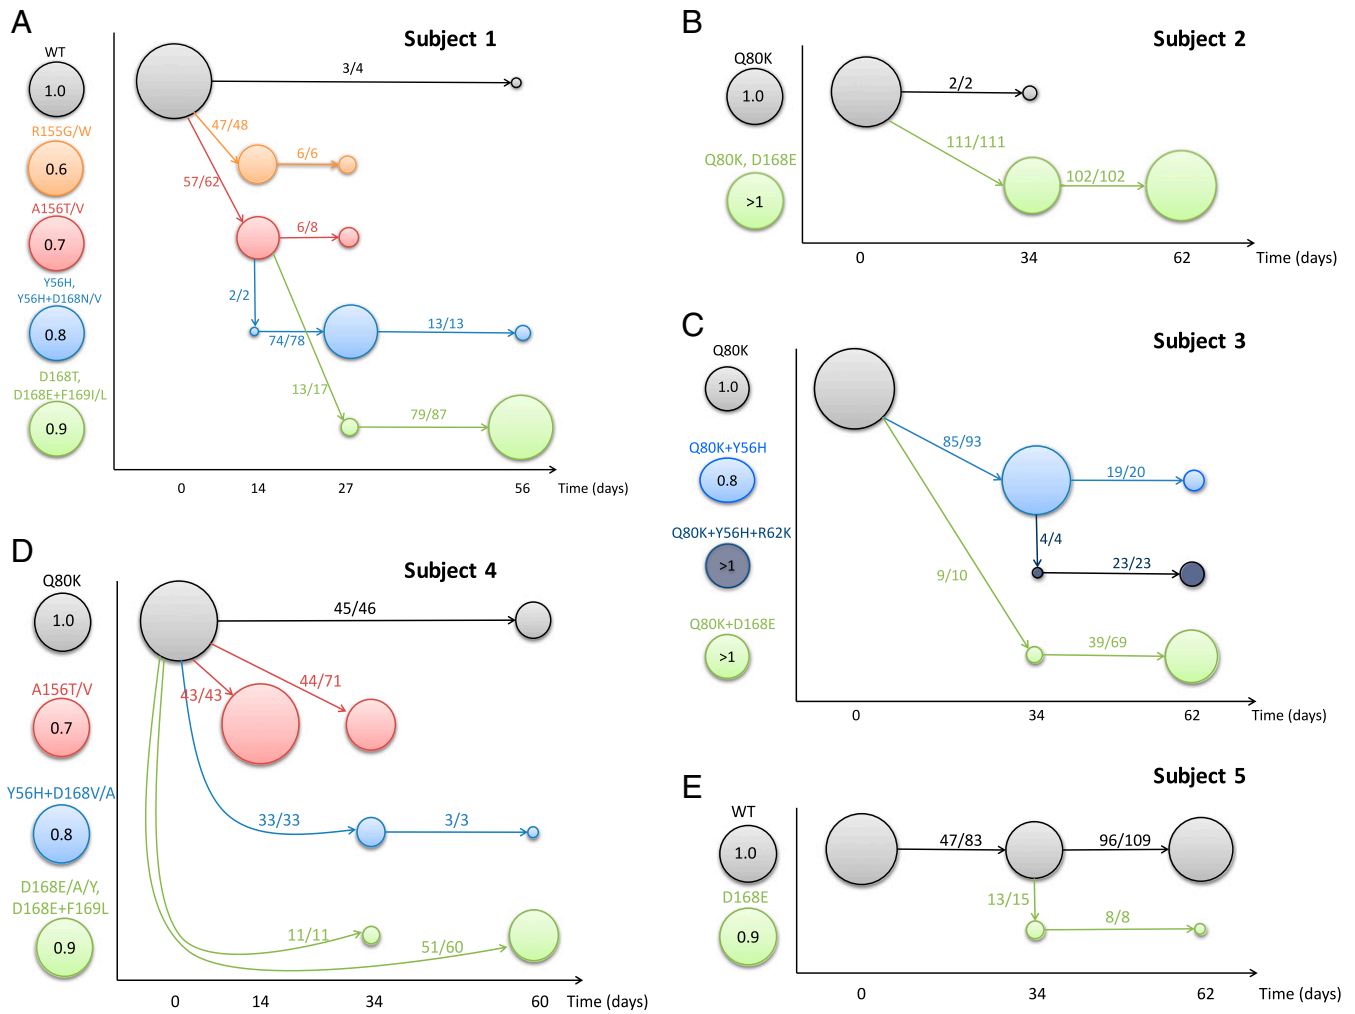 A
Subject 1
WT
1.0
R155G/W
0.6
A156T/V
0.7
Y56H,
Y56H+D168N/V
0.8
D168T,
D168E+F169I/L
0.9
3/4
47/48
6/6
57/62
6/8
2/2
74/78
13/13
13/17
79/87
0 14 27 56 Time (days)
B
Subject 2
Q80K
1.0
Q80K, D168E
>1
2/2
111/111
102/102
0 34 62 Time (days)
C
Subject 3
Q80K
1.0
Q80K+Y56H
0.8
Q80K+Y56H+R62K
>1
Q80K+D168E
>1
85/93
19/20
4/4
23/23
9/10
39/69
0 34 62 Time (days)
D
Subject 4
Q80K
1.0
A156T/V
0.7
Y56H+D168V/A
0.8
D168E/A/Y,
D168E+F169L
0.9
45/46
43/43
44/71
33/33
3/3
11/11
51/60
0 14 34 60 Time (days)
E
Subject 5
WT
1.0
D168E
0.9
47/83
96/109
13/15
8/8
0 34 62 Time (days)